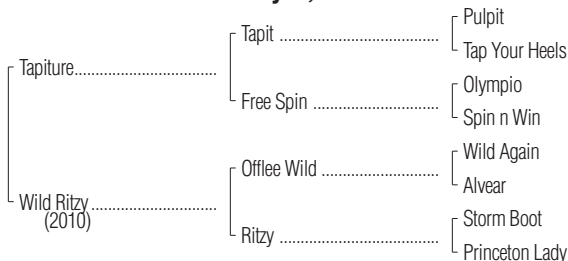 Pulpit
Tapit ....................................
Tap Your Heels
Tapiture................................
Olympio
Free Spin ............................
Spin n Win
Wild Again
Offlee Wild ..........................
Alvear
Wild Ritzy ............................
(2010)
Storm Boot
Ritzy ....................................
Princeton Lady